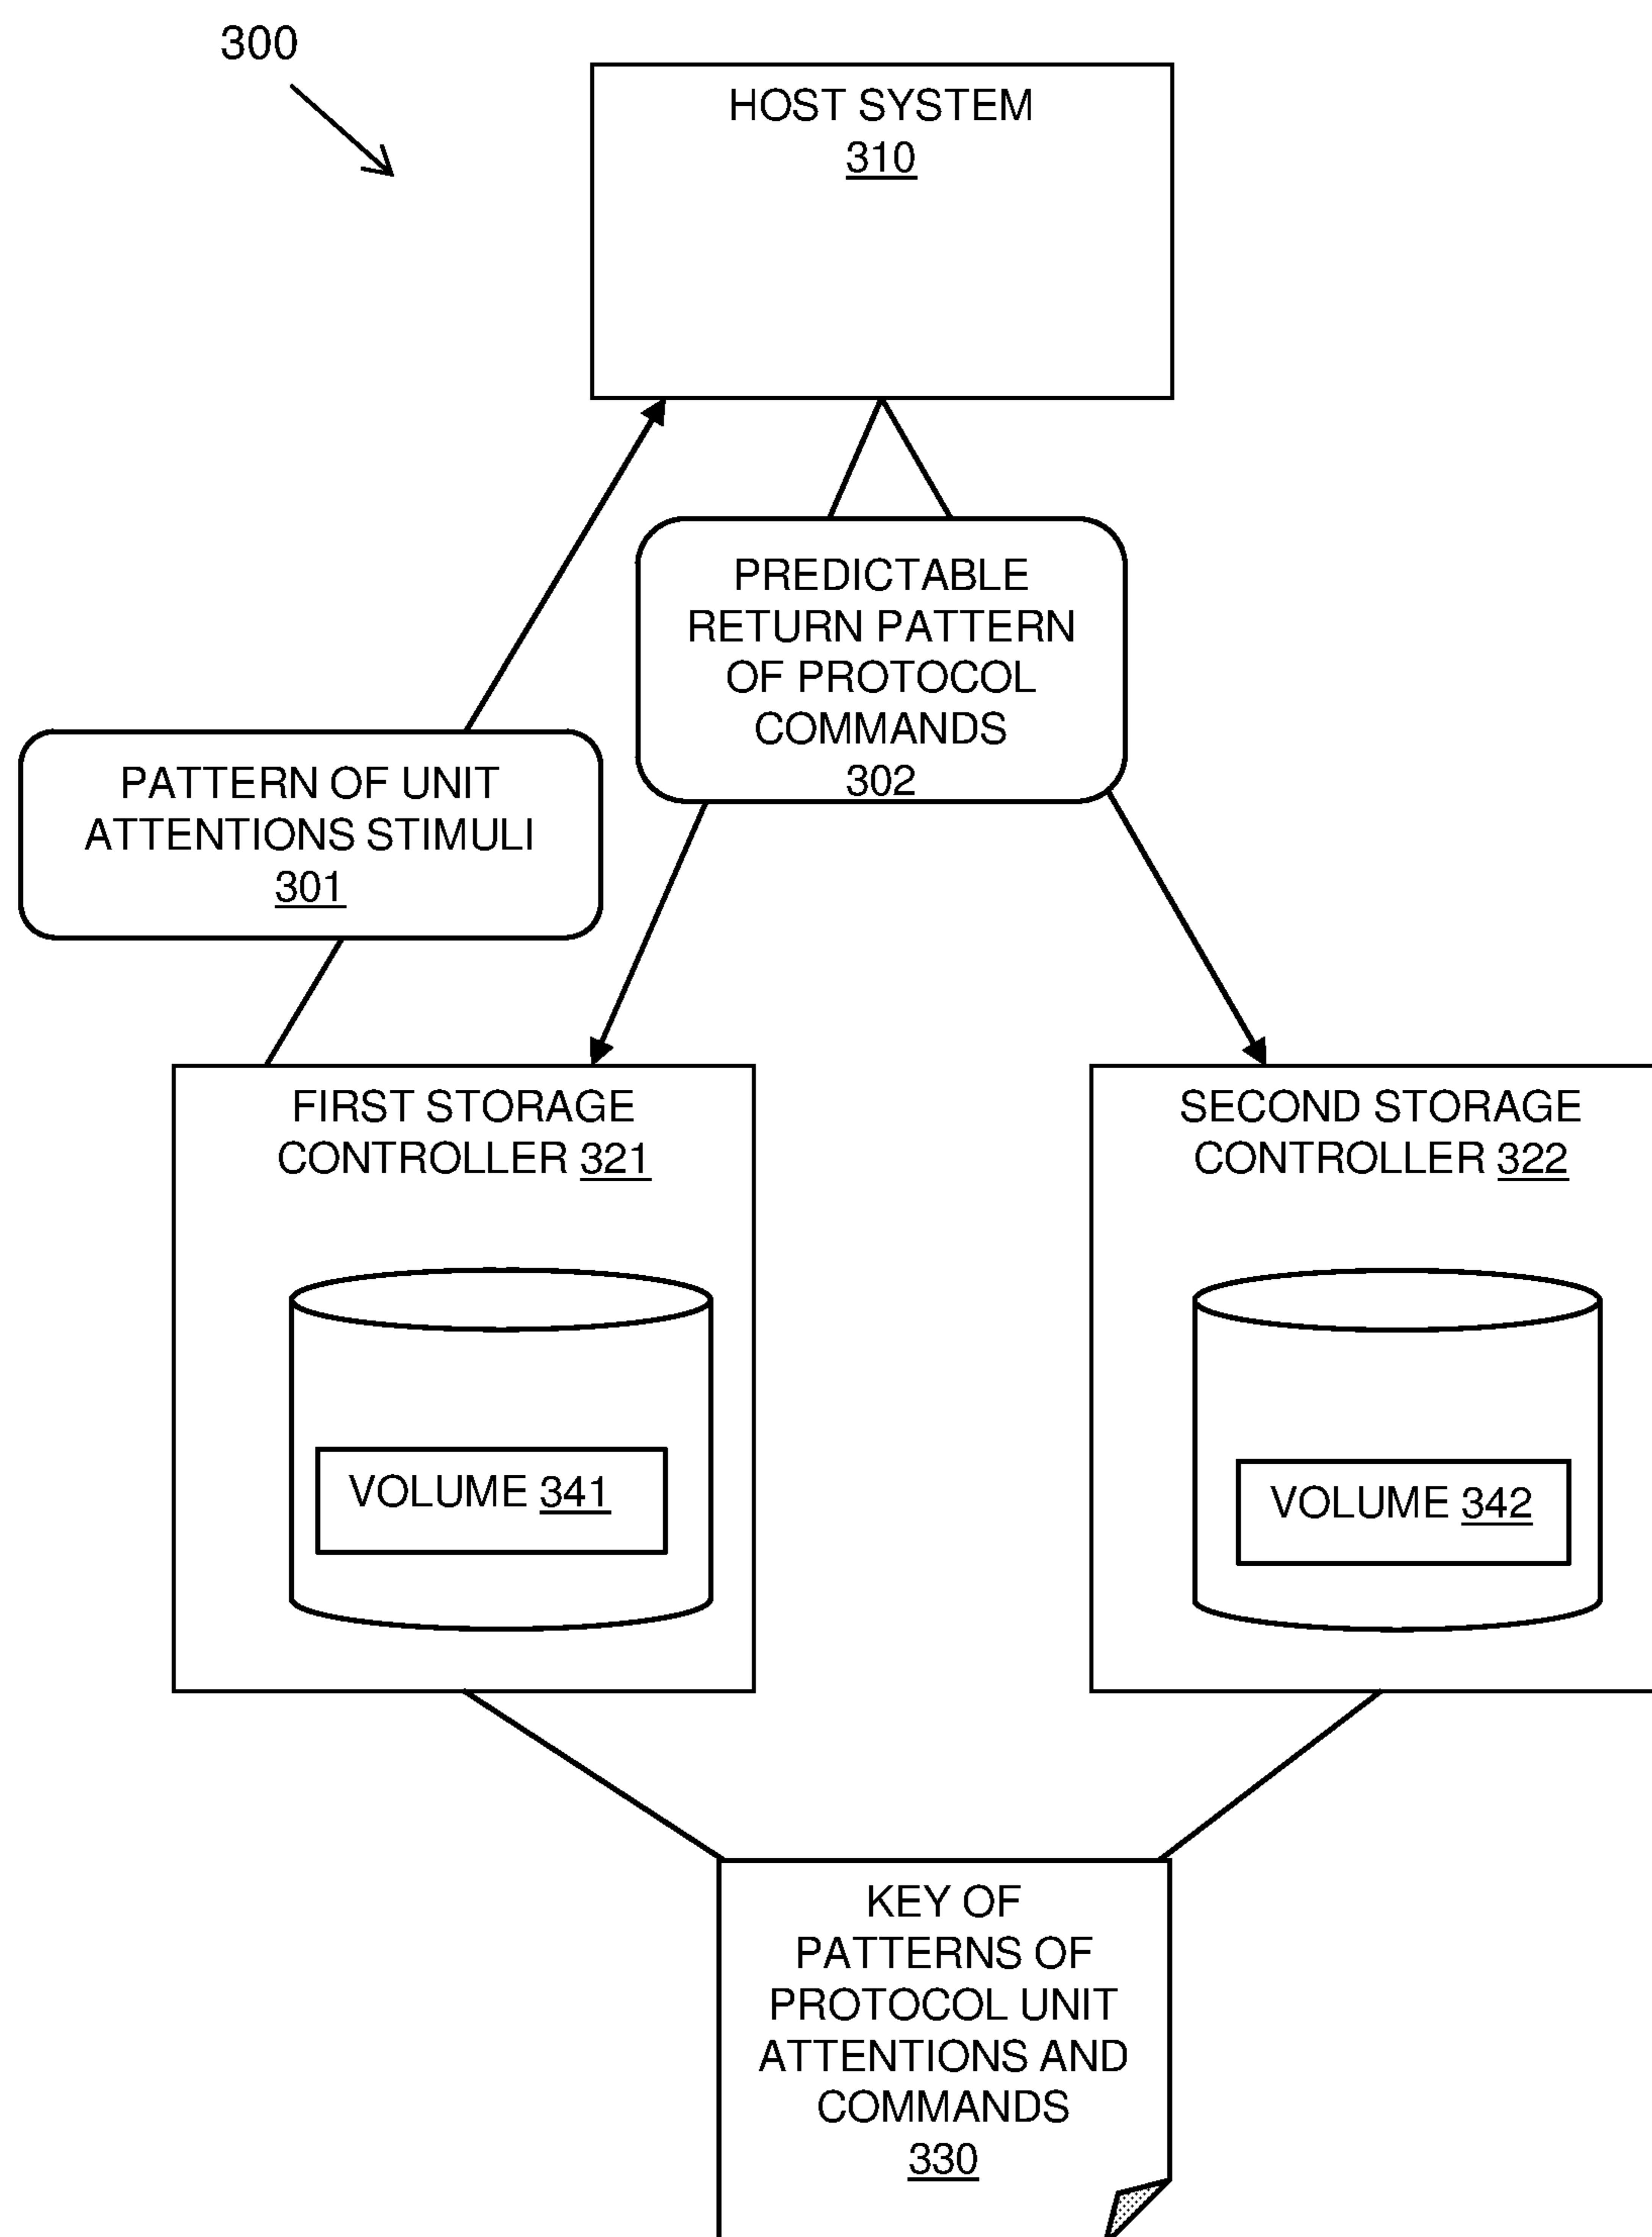 300
HOST SYSTEM
310
PREDICTABLE
RETURN PATTERN
OF PROTOCOL
COMMANDS
302
PATTERN OF UNIT
ATTENTIONS STIMULI
301
FIRST STORAGE
CONTROLLER 321
SECOND STORAGE
CONTROLLER 322
VOLUME 341
VOLUME 342
KEY OF
PATTERNS OF
PROTOCOL UNIT
ATTENTIONS AND
COMMANDS
330